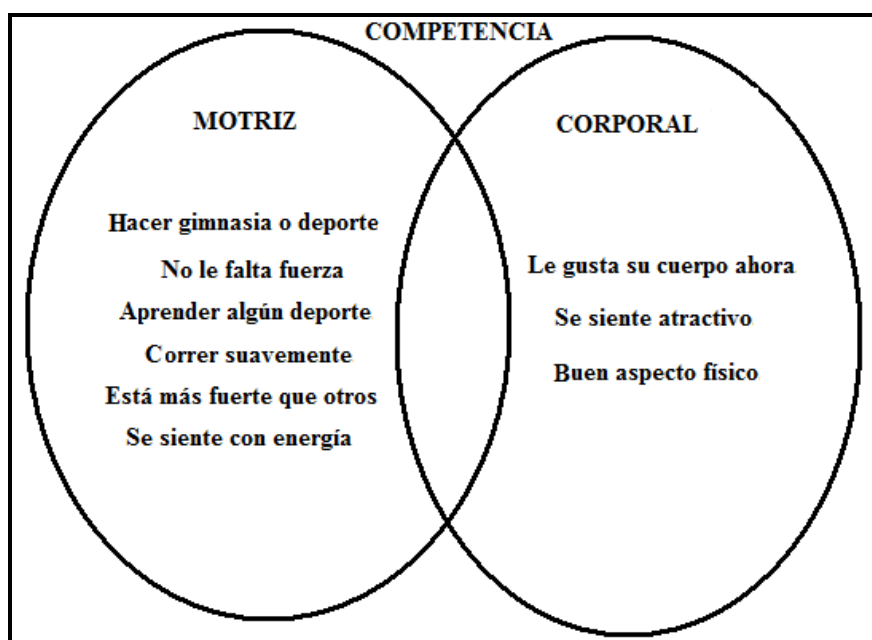 COMPETENCIA
MOTRIZ
Hacer gimnasia o deporte
No le falta fuerza
Aprender algún deporte
Correr suavemente
Está más fuerte que otros
Se siente con energía
CORPORAL
Le gusta su cuerpo ahora
Se siente atractivo
Buen aspecto físico